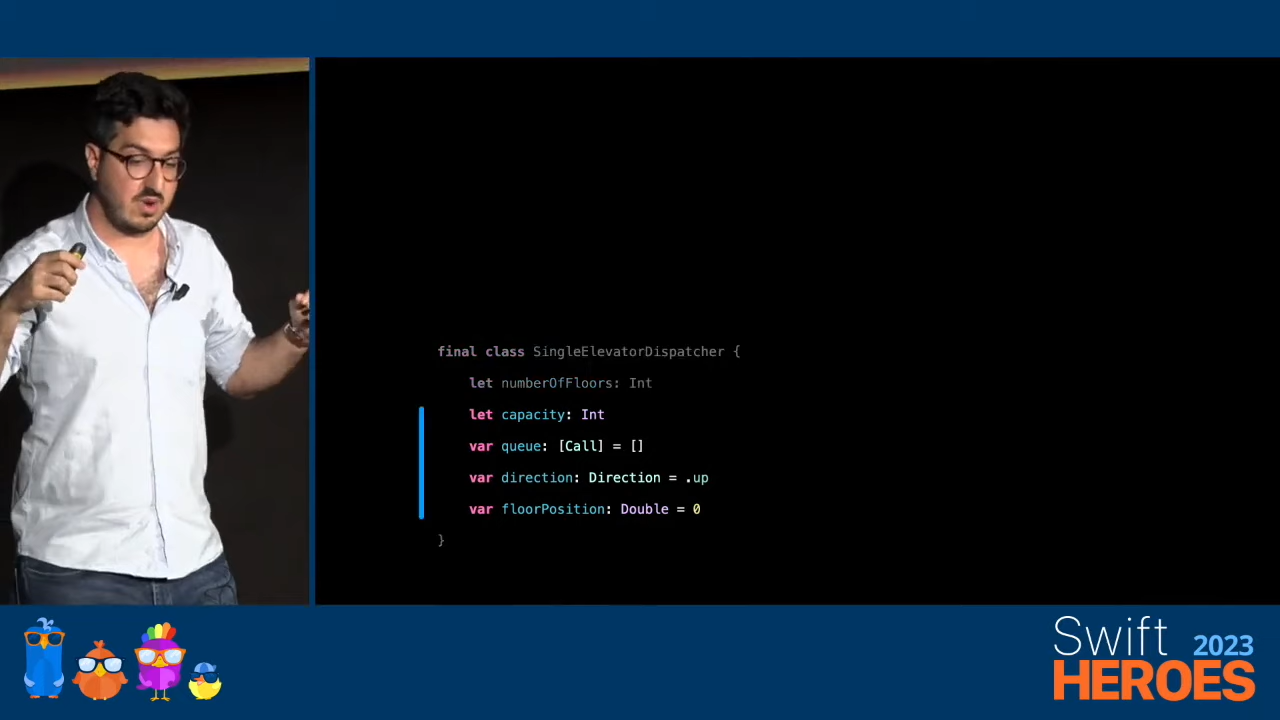 final class SingleElevatorDispatcher {
let numberOfFloors: Int
let capacity: Int
var queue: [Call] = []
var direction: Direction = .up
var floorPosition: Double = 0
}
Swift 2023
HEROES